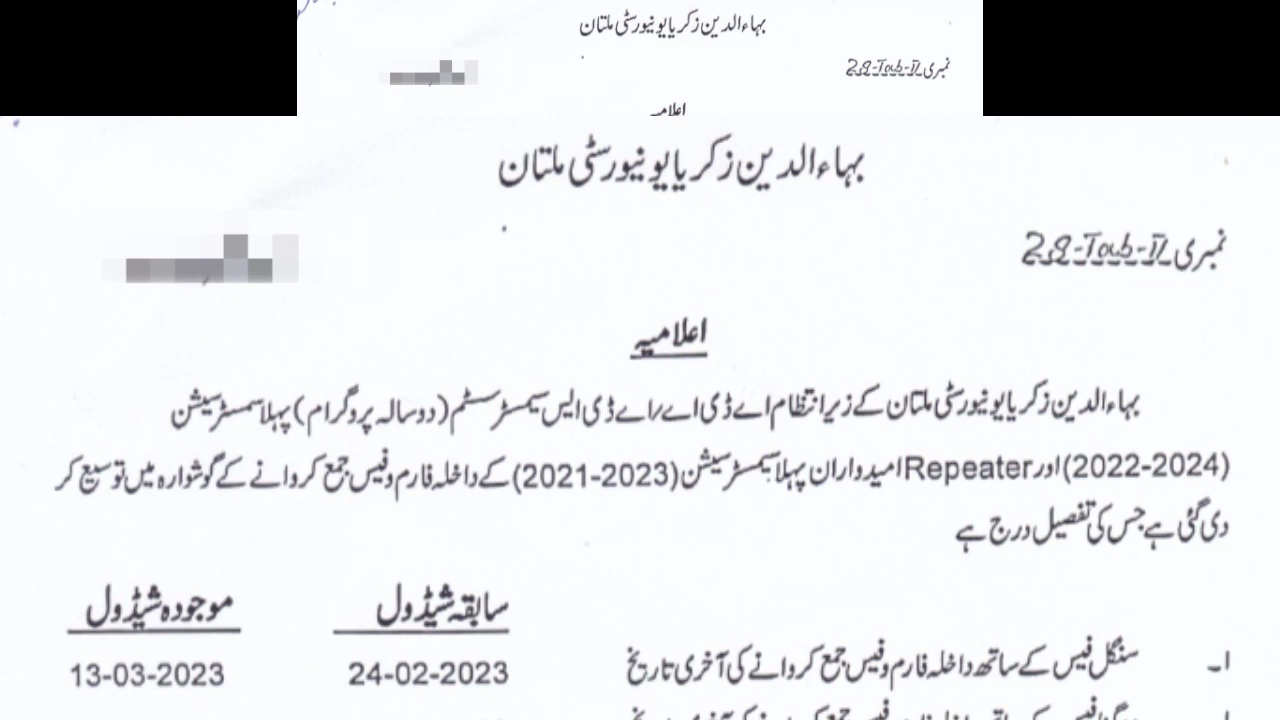 بہاءالدین زکریا یونیورسٹی ملتان
نمبری 29-Tab-II
اعلامیہ
بہاءالدین زکریا یونیورسٹی ملتان
نمبری 29-Tab-II
اعلامیہ
بہاءالدین زکریا یونیورسٹی ملتان کے زیر انتظام اے ڈی اے/اے ڈی ایس سیمسٹر سسٹم (دو سالہ پروگرام) پہلا سمسٹر سیشن
(2022-2024) اور Repeater امیدواران پہلا سیمسٹر سیشن (2021-2023) کے داخلہ فارم و فیس جمع کروانے کے گوشوارہ میں توسیع کر
دی گئی ہے جس کی تفصیل درج ہے
سابقہ شیڈول موجودہ شیڈول
ا۔ سنگل فیس کے ساتھ داخلہ فارم و فیس جمع کروانے کی آخری تاریخ 24-02-2023 13-03-2023